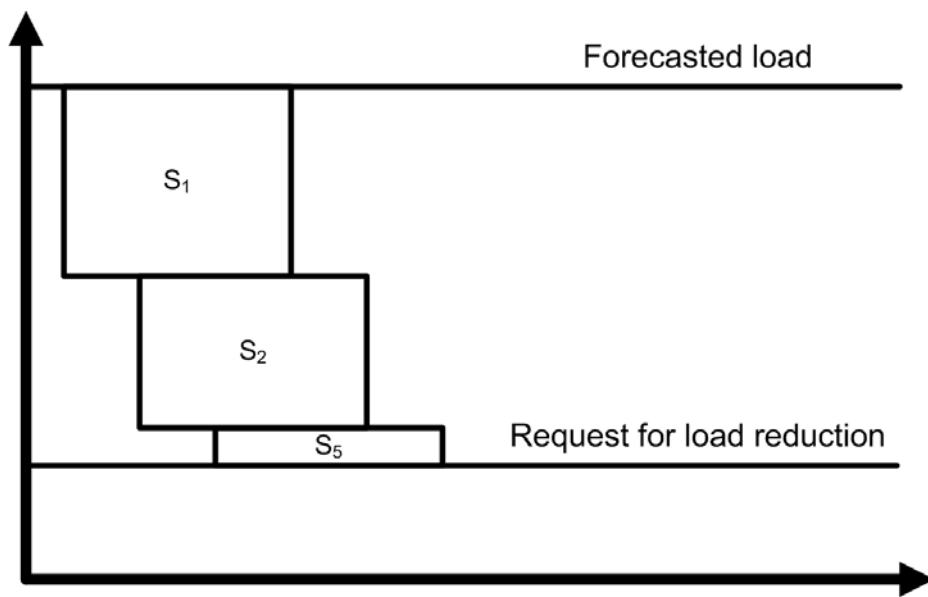 Forecasted load
S₁
S₂
Request for load reduction
S₅